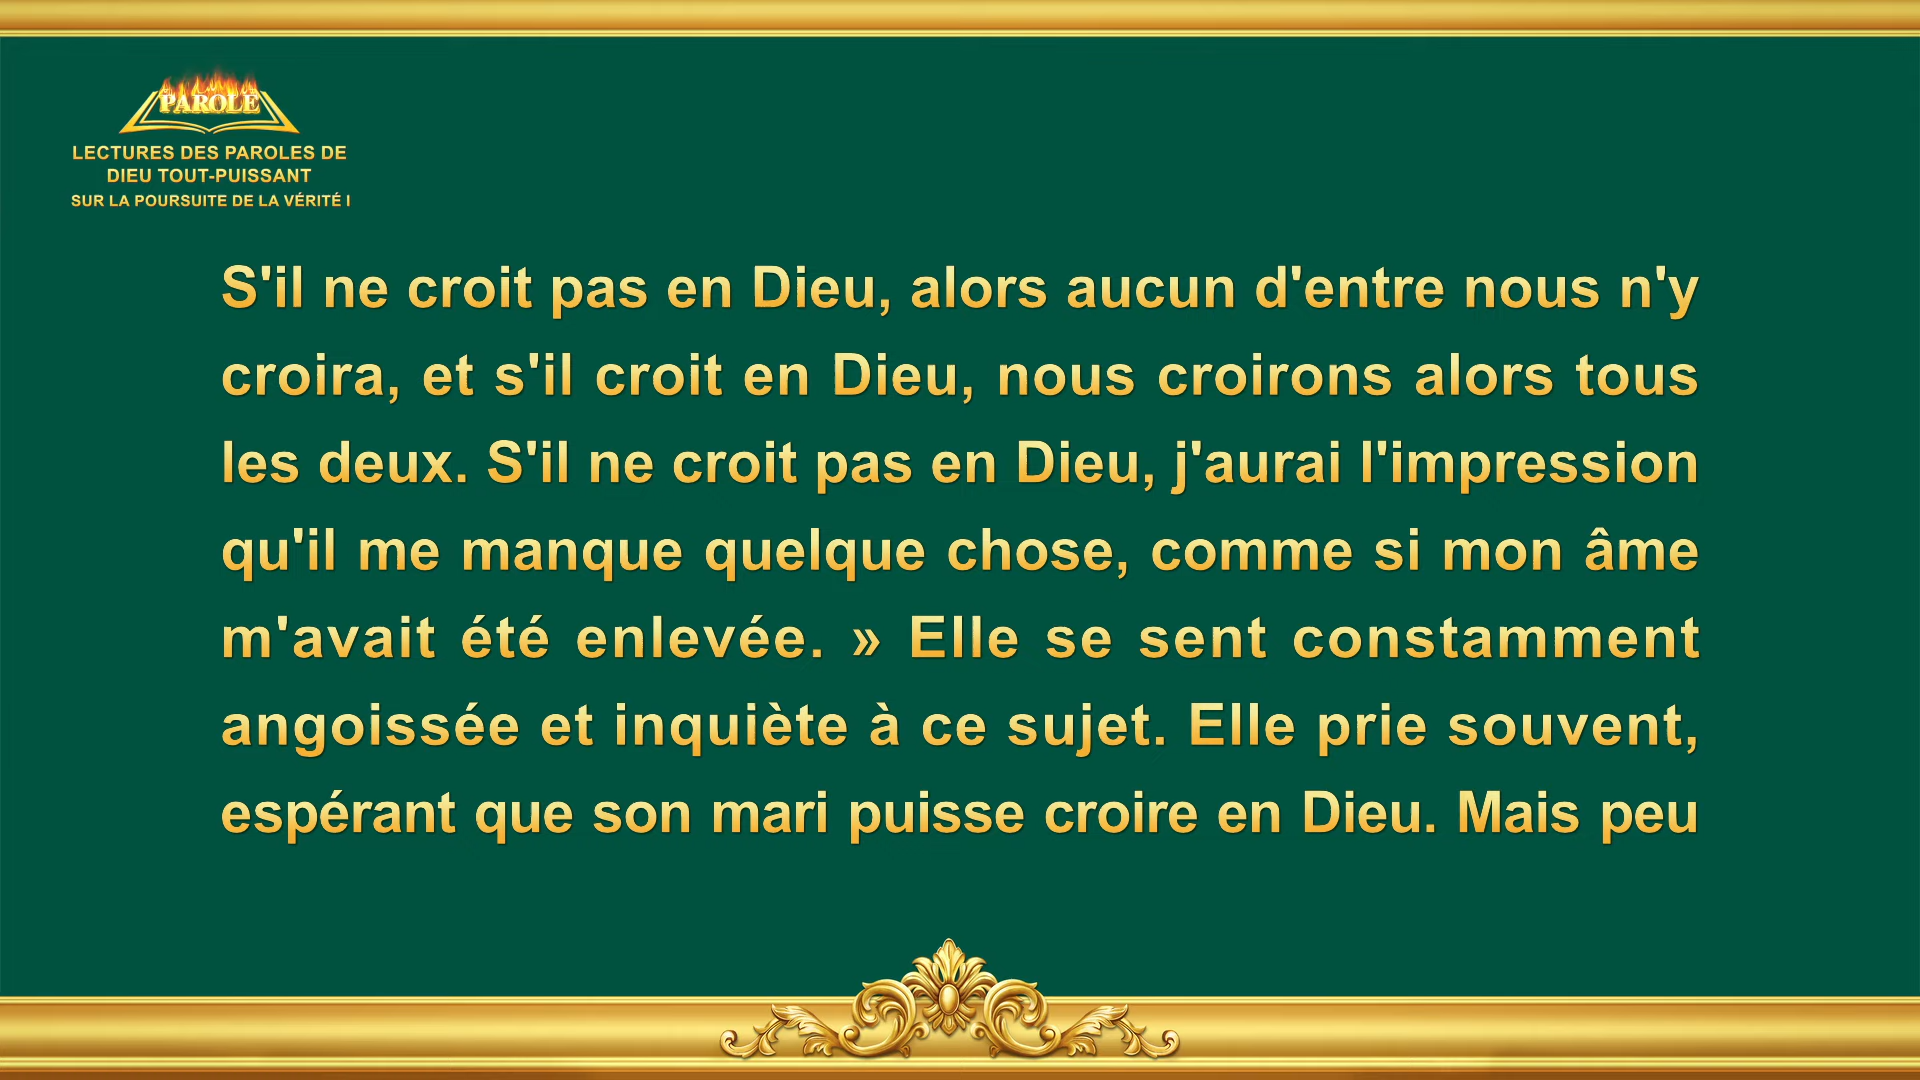 PAROLE
LECTURES DES PAROLES DE
DIEU TOUT-PUISSANT
SUR LA POURSUITE DE LA VÉRITÉ I
S'il ne croit pas en Dieu, alors aucun d'entre nous n'y
croira, et s'il croit en Dieu, nous croirons alors tous
les deux. S'il ne croit pas en Dieu, j'aurai l'impression
qu'il me manque quelque chose, comme si mon âme
m'avait été enlevée. » Elle se sent constamment
angoissée et inquiète à ce sujet. Elle prie souvent,
espérant que son mari puisse croire en Dieu. Mais peu